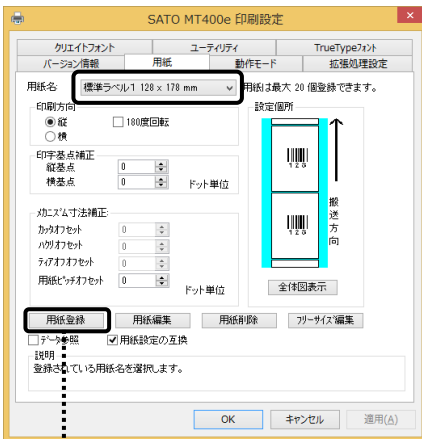 SATO MT400e 印刷設定
クリエイトフォント ユーティリティ TrueTypeフォント
バージョン情報 用紙 動作モード 拡張処理設定
用紙名 標準ラベル1 128 x 178 mm 用紙は最大 20 個登録できます。
印刷方向 設定個所
縦 180度回転
横
印字基点補正
縦基点 0
横基点 0 ドット単位
メカニズム寸法補正:
カッタオフセット 0
ハクリオフセット 0
ティアオフオフセット 0
用紙ピッチオフセット 0
ドット単位
123
123
搬送方向
全体図表示
用紙登録 用紙編集 用紙削除 フリーサイズ編集
データ参照 用紙設定の互換
説明
登録されている用紙名を選択します。
OK キャンセル 適用(A)